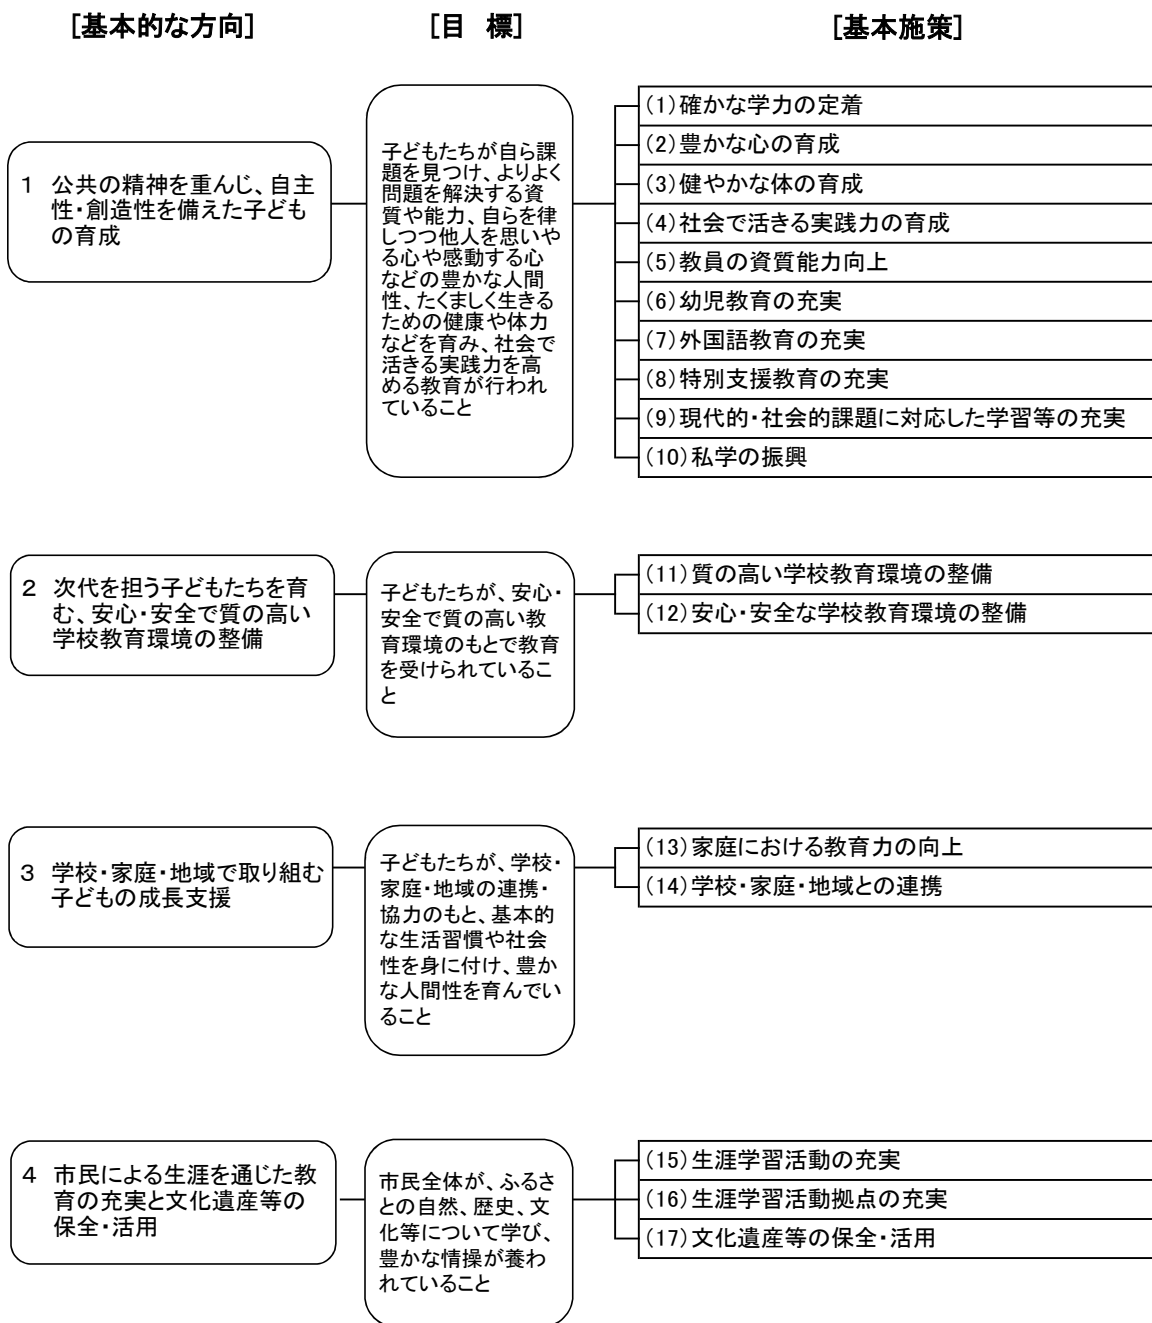 [基本的な方向]
[目 標]
[基本施策]
1 公共の精神を重んじ、自主
性・創造性を備えた子ども
の育成
子どもたちが自ら課
題を見つけ、よりよく
問題を解決する資
質や能力、自らを律
しつつ他人を思いや
る心や感動する心
などの豊かな人間
性、たくましく生きる
ための健康や体力
などを育み、社会で
活きる実践力を高
める教育が行われ
ていること
(1)確かな学力の定着
(2)豊かな心の育成
(3)健やかな体の育成
(4)社会で活きる実践力の育成
(5)教員の資質能力向上
(6)幼児教育の充実
(7)外国語教育の充実
(8)特別支援教育の充実
(9)現代的・社会的課題に対応した学習等の充実
(10)私学の振興
2 次代を担う子どもたちを育
む、安心・安全で質の高い
学校教育環境の整備
子どもたちが、安心・
安全で質の高い教
育環境のもとで教育
を受けられているこ
と
(11)質の高い学校教育環境の整備
(12)安心・安全な学校教育環境の整備
3 学校・家庭・地域で取り組む
子どもの成長支援
子どもたちが、学校・
家庭・地域の連携・
協力のもと、基本的
な生活習慣や社会
性を身に付け、豊か
な人間性を育んでい
ること
(13)家庭における教育力の向上
(14)学校・家庭・地域との連携
4 市民による生涯を通じた教
育の充実と文化遺産等の
保全・活用
市民全体が、ふるさ
との自然、歴史、文
化等について学び、
豊かな情操が養わ
れていること
(15)生涯学習活動の充実
(16)生涯学習活動拠点の充実
(17)文化遺産等の保全・活用